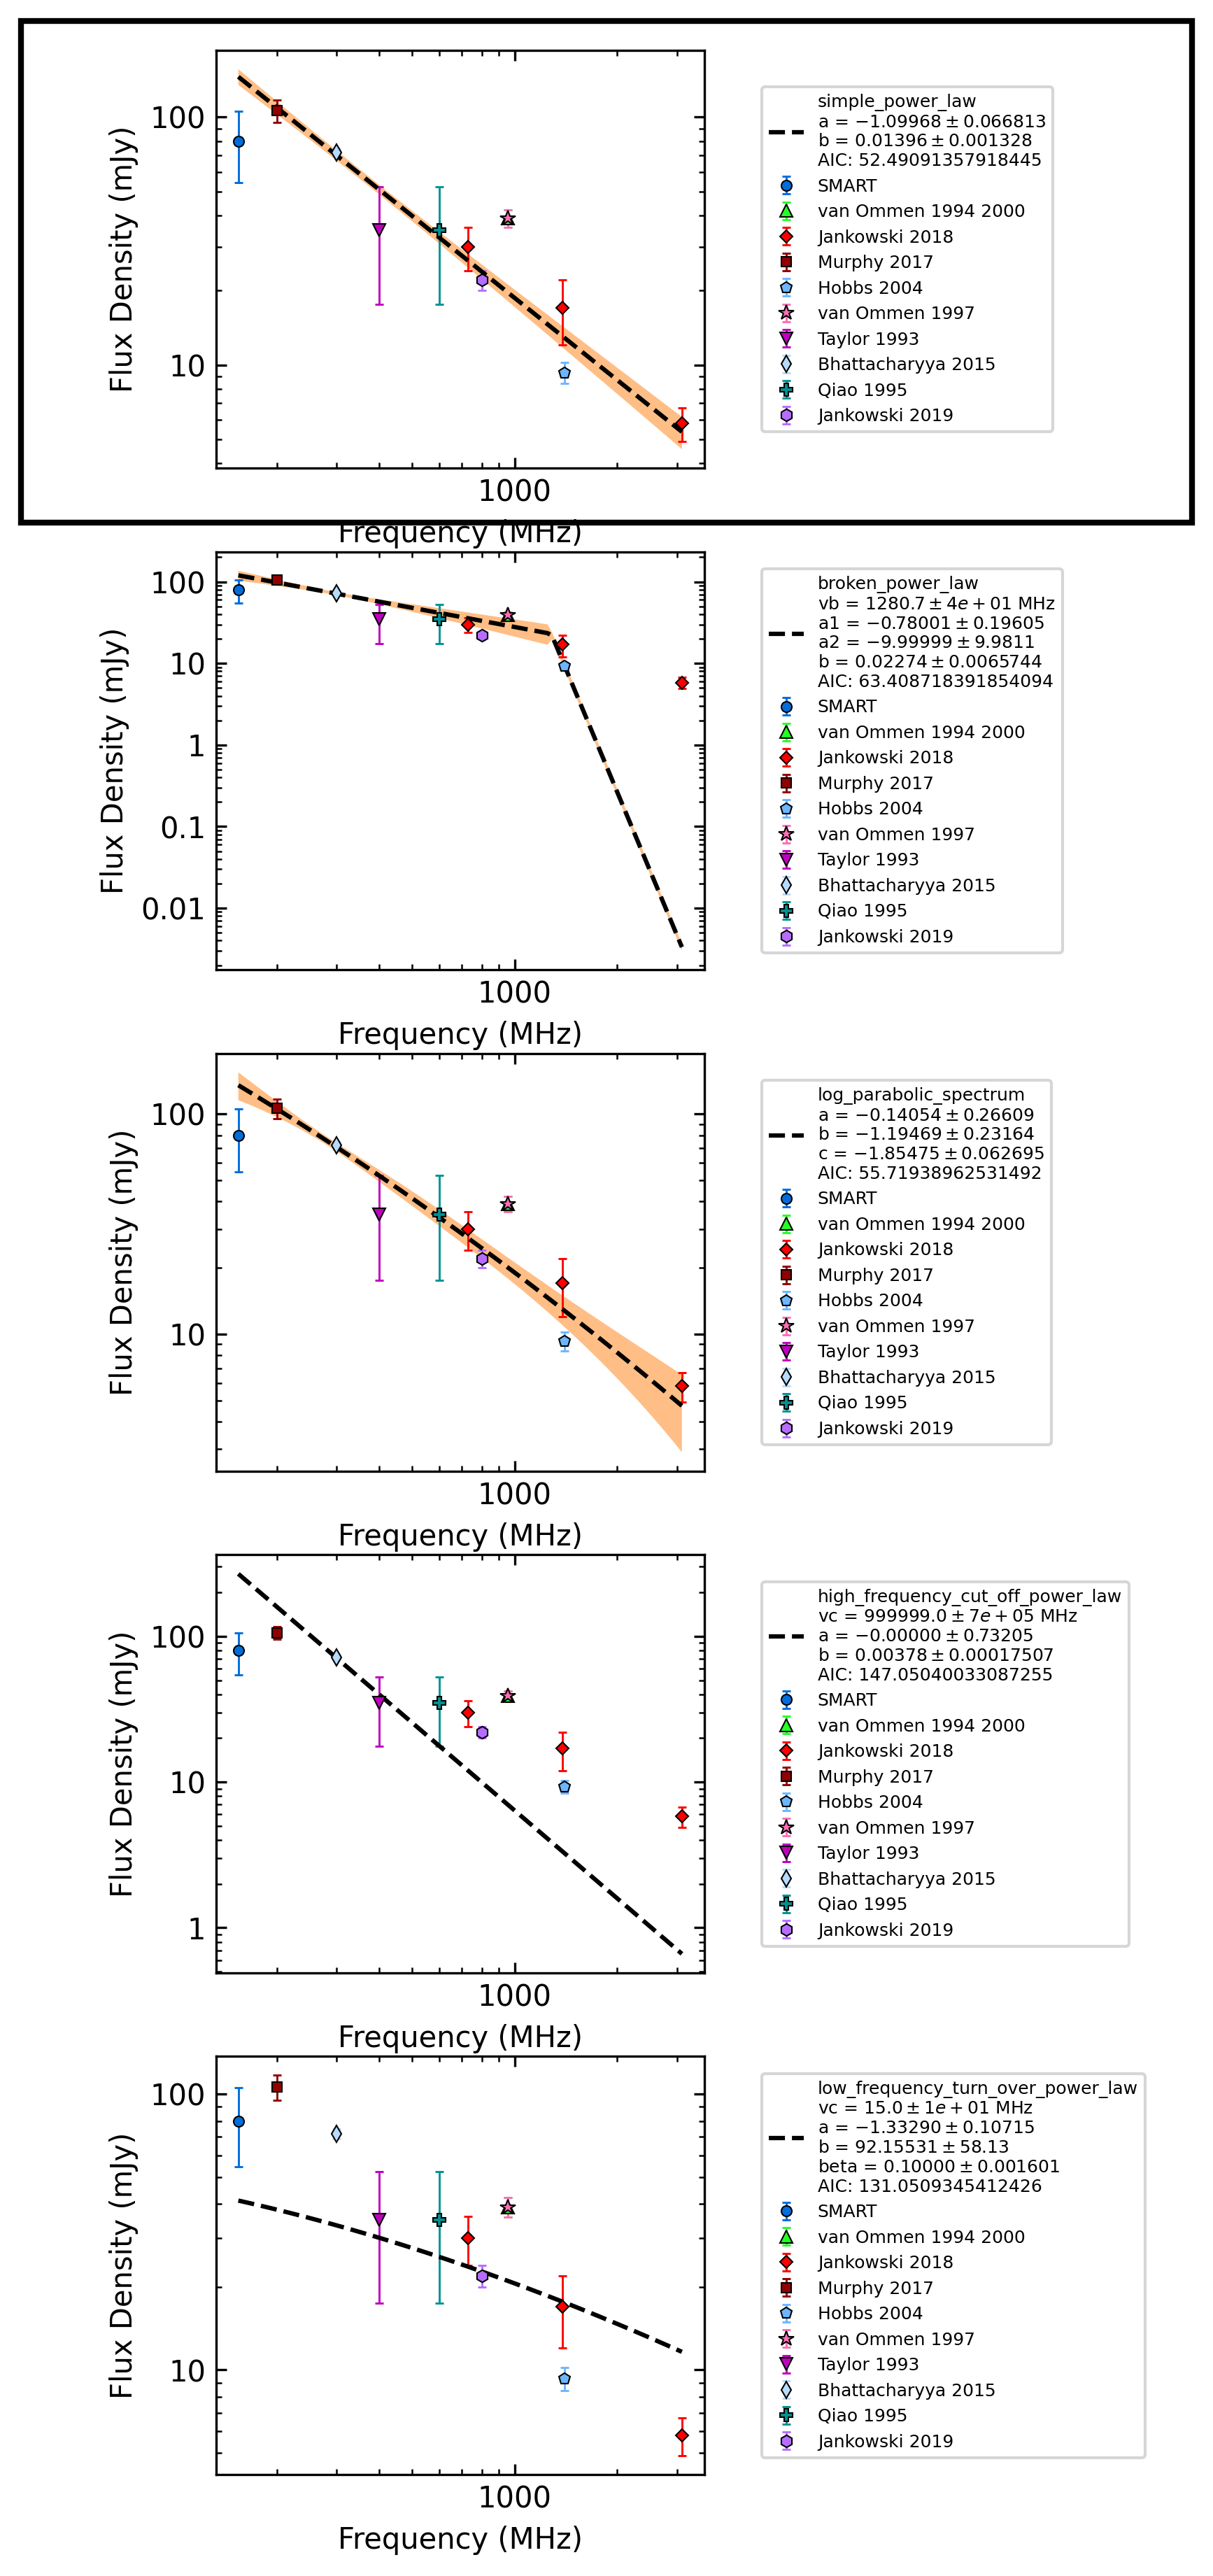 100
10
1000
Flux Density (mJy)
Frequency (MHz)
simple_power_law
a = −1.09968 ± 0.066813
b = 0.01396 ± 0.001328
AIC: 52.49091357918445
SMART
van Ommen 1994 2000
Jankowski 2018
Murphy 2017
Hobbs 2004
van Ommen 1997
Taylor 1993
Bhattacharyya 2015
Qiao 1995
Jankowski 2019
100
10
1
0.1
0.01
1000
Flux Density (mJy)
Frequency (MHz)
broken_power_law
vb = 1280.7 ± 4e + 01 MHz
a1 = −0.78001 ± 0.19605
a2 = −9.99999 ± 9.9811
b = 0.02274 ± 0.0065744
AIC: 63.408718391854094
SMART
van Ommen 1994 2000
Jankowski 2018
Murphy 2017
Hobbs 2004
van Ommen 1997
Taylor 1993
Bhattacharyya 2015
Qiao 1995
Jankowski 2019
100
10
1000
Flux Density (mJy)
Frequency (MHz)
log_parabolic_spectrum
a = −0.14054 ± 0.26609
b = −1.19469 ± 0.23164
c = −1.85475 ± 0.062695
AIC: 55.71938962531492
SMART
van Ommen 1994 2000
Jankowski 2018
Murphy 2017
Hobbs 2004
van Ommen 1997
Taylor 1993
Bhattacharyya 2015
Qiao 1995
Jankowski 2019
100
10
1
1000
Flux Density (mJy)
Frequency (MHz)
high_frequency_cut_off_power_law
vc = 999999.0 ± 7e + 05 MHz
a = −0.00000 ± 0.73205
b = 0.00378 ± 0.00017507
AIC: 147.05040033087255
SMART
van Ommen 1994 2000
Jankowski 2018
Murphy 2017
Hobbs 2004
van Ommen 1997
Taylor 1993
Bhattacharyya 2015
Qiao 1995
Jankowski 2019
100
10
1000
Flux Density (mJy)
Frequency (MHz)
low_frequency_turn_over_power_law
vc = 15.0 ± 1e + 01 MHz
a = −1.33290 ± 0.10715
b = 92.15531 ± 58.13
beta = 0.10000 ± 0.001601
AIC: 131.0509345412426
SMART
van Ommen 1994 2000
Jankowski 2018
Murphy 2017
Hobbs 2004
van Ommen 1997
Taylor 1993
Bhattacharyya 2015
Qiao 1995
Jankowski 2019